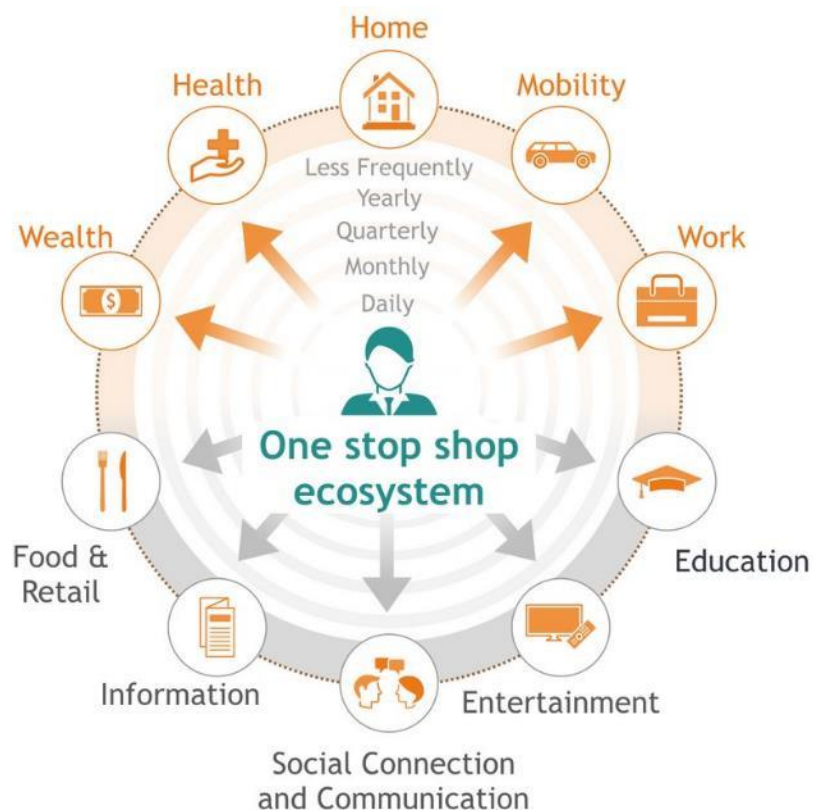 Home
Health
Mobility
Less Frequently
Yearly
Quarterly
Monthly
Daily
Wealth
Work
$
One stop shop
ecosystem
Food &
Retail
Education
Information
Entertainment
Social Connection
and Communication